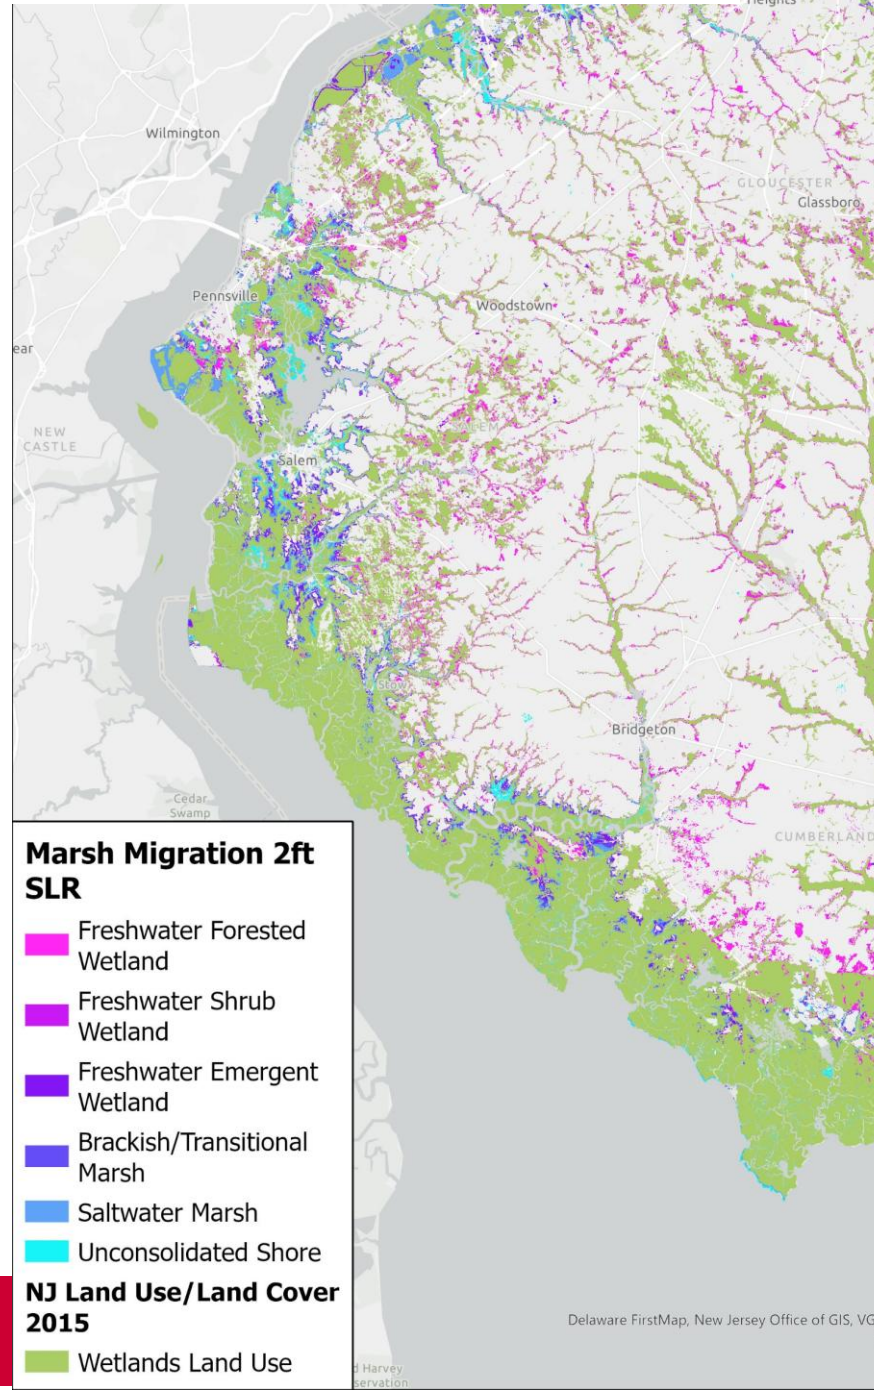 Heights
Wilmington
GLOUCESTER
Glassboro
Pennsville
Woodstown
ear
NEW
CASTLE
SALEM
Salem
Stow
Bridgeton
Cedar
Swamp
CUMBERLAND
Marsh Migration 2ft
SLR
Freshwater Forested
Wetland
Freshwater Shrub
Wetland
Freshwater Emergent
Wetland
Brackish/Transitional
Marsh
Saltwater Marsh
Unconsolidated Shore
NJ Land Use/Land Cover
2015
Wetlands Land Use
Delaware FirstMap, New Jersey Office of GIS, VG
d Harvey
servation